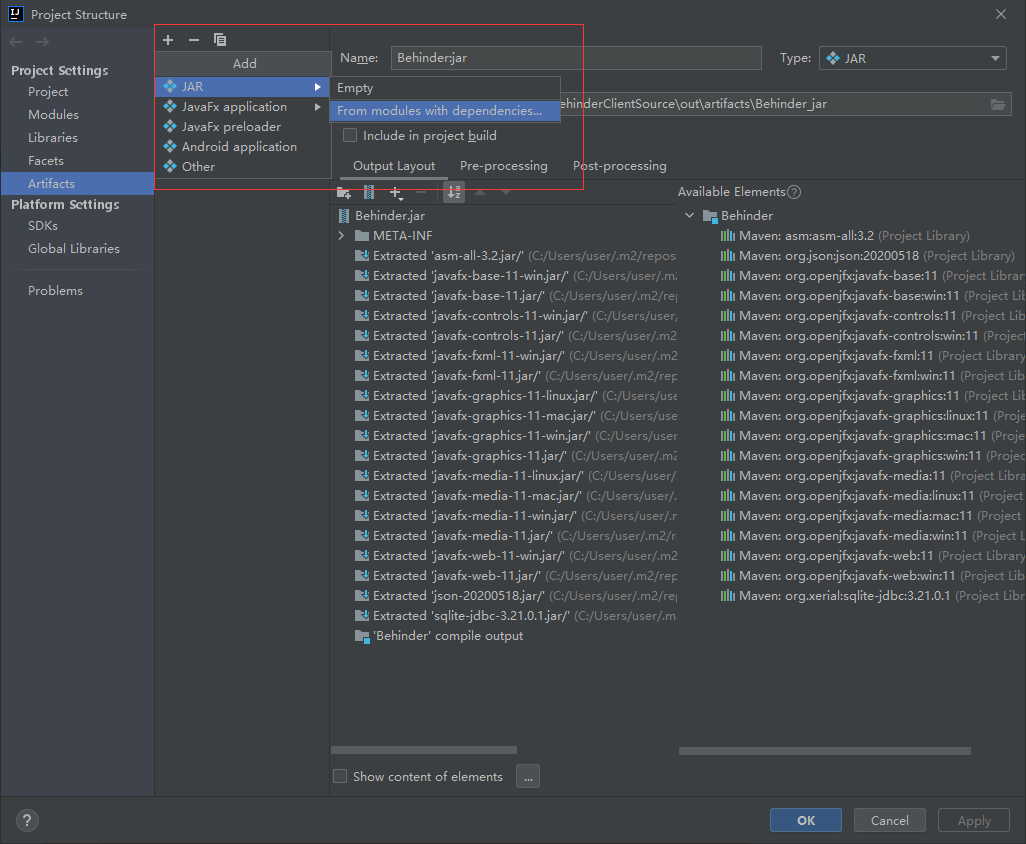 Project Structure
Project Settings
Project
Modules
Libraries
Facets
Artifacts
Platform Settings
SDKs
Global Libraries
Problems
Add
JAR
JavaFx application
JavaFx preloader
Android application
Other
Empty
From modules with dependencies...
Name: Behinder:jar
Type: JAR
ehinderClientSource\out\artifacts\Behinder_jar
Include in project build
Output Layout Pre-processing Post-processing
Behinder.jar
META-INF
Extracted 'asm-all-3.2.jar/' (C:/Users/user/.m2/repos
Extracted 'javafx-base-11-win.jar/' (C:/Users/user/.m2
Extracted 'javafx-base-11.jar/' (C:/Users/user/.m2/rep
Extracted 'javafx-controls-11-win.jar/' (C:/Users/user/
Extracted 'javafx-controls-11.jar/' (C:/Users/user/.m2
Extracted 'javafx-fxml-11-win.jar/' (C:/Users/user/.m2
Extracted 'javafx-fxml-11.jar/' (C:/Users/user/.m2/rep
Extracted 'javafx-graphics-11-linux.jar/' (C:/Users/use
Extracted 'javafx-graphics-11-mac.jar/' (C:/Users/user
Extracted 'javafx-graphics-11-win.jar/' (C:/Users/user
Extracted 'javafx-graphics-11.jar/' (C:/Users/user/.m2
Extracted 'javafx-media-11-linux.jar/' (C:/Users/user/
Extracted 'javafx-media-11-mac.jar/' (C:/Users/user/.
Extracted 'javafx-media-11-win.jar/' (C:/Users/user/.r
Extracted 'javafx-media-11.jar/' (C:/Users/user/.m2/r
Extracted 'javafx-web-11-win.jar/' (C:/Users/user/.m2
Extracted 'javafx-web-11.jar/' (C:/Users/user/.m2/rep
Extracted 'json-20200518.jar/' (C:/Users/user/.m2/rep
Extracted 'sqlite-jdbc-3.21.0.1.jar/' (C:/Users/user/.m
'Behinder' compile output
Available Elements
Behinder
Maven: asm:asm-all:3.2 (Project Library)
Maven: org.json:json:20200518 (Project Library)
Maven: org.openjfx:javafx-base:11 (Project Library
Maven: org.openjfx:javafx-base:win:11 (Project Lib
Maven: org.openjfx:javafx-controls:11 (Project Lib
Maven: org.openjfx:javafx-controls:win:11 (Project
Maven: org.openjfx:javafx-fxml:11 (Project Library
Maven: org.openjfx:javafx-fxml:win:11 (Project Lib
Maven: org.openjfx:javafx-graphics:11 (Project Lib
Maven: org.openjfx:javafx-graphics:linux:11 (Proje
Maven: org.openjfx:javafx-graphics:mac:11 (Projec
Maven: org.openjfx:javafx-graphics:win:11 (Project
Maven: org.openjfx:javafx-media:11 (Project Libra
Maven: org.openjfx:javafx-media:linux:11 (Project
Maven: org.openjfx:javafx-media:mac:11 (Project
Maven: org.openjfx:javafx-media:win:11 (Project L
Maven: org.openjfx:javafx-web:11 (Project Library
Maven: org.openjfx:javafx-web:win:11 (Project Lib
Maven: org.xerial:sqlite-jdbc:3.21.0.1 (Project Libr
Show content of elements ...
? OK Cancel Apply